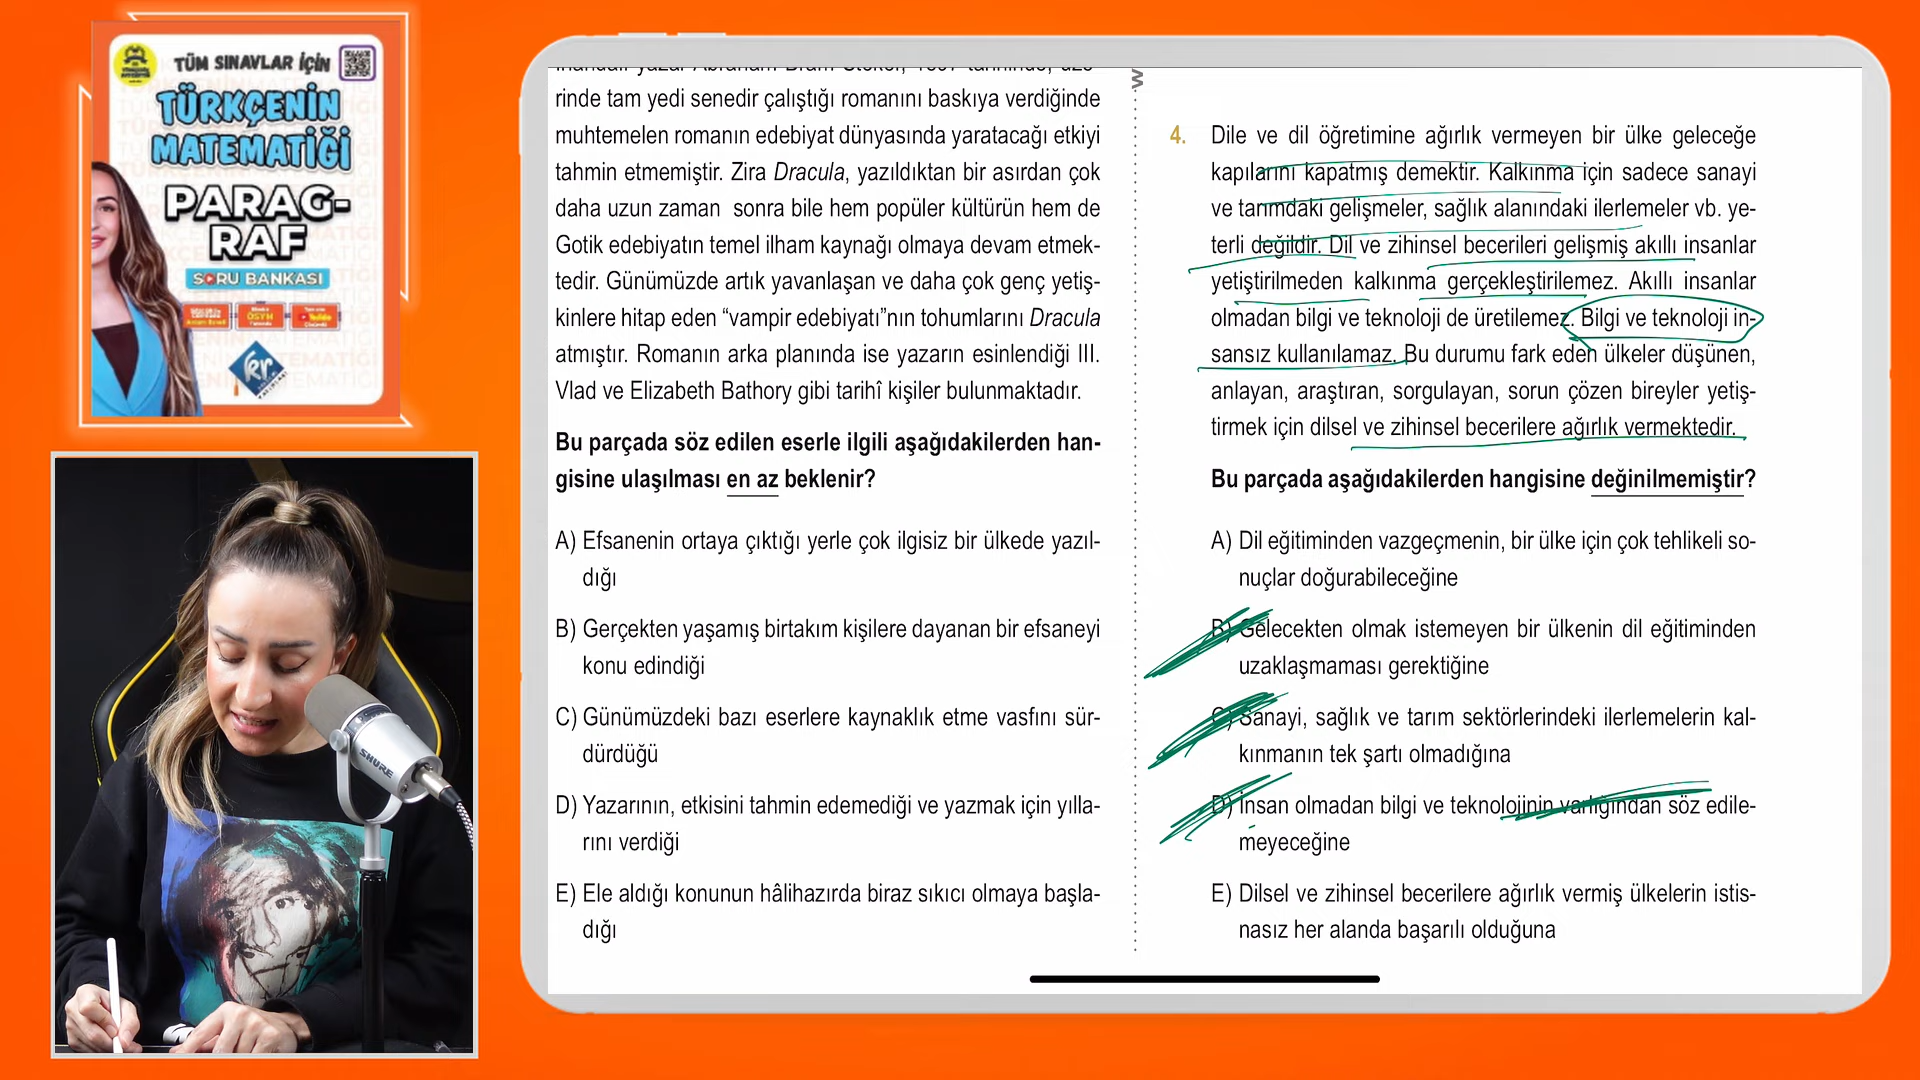 TÜM SINAVLAR İÇİN
TÜRKÇENİN
MATEMATİĞİ
PARAG-
RAF
SORU BANKASI
ÖSYM
kr
SHURE
rinde tam yedi senedir çalıştığı romanını baskıya verdiğinde
muhtemelen romanın edebiyat dünyasında yaratacağı etkiyi
tahmin etmemiştir. Zira Dracula, yazıldıktan bir asırdan çok
daha uzun zaman sonra bile hem popüler kültürün hem de
Gotik edebiyatın temel ilham kaynağı olmaya devam etmek-
tedir. Günümüzde artık yavanlaşan ve daha çok genç yetiş-
kinlere hitap eden “vampir edebiyatı”nın tohumlarını Dracula
atmıştır. Romanın arka planında ise yazarın esinlendiği III.
Vlad ve Elizabeth Bathory gibi tarihî kişiler bulunmaktadır.
Bu parçada söz edilen eserle ilgili aşağıdakilerden han-
gisine ulaşılması en az beklenir?
A) Efsanenin ortaya çıktığı yerle çok ilgisiz bir ülkede yazıl-
dığı
B) Gerçekten yaşamış birtakım kişilere dayanan bir efsaneyi
konu edindiği
C) Günümüzdeki bazı eserlere kaynaklık etme vasfını sür-
dürdüğü
D) Yazarının, etkisini tahmin edemediği ve yazmak için yılla-
rını verdiği
E) Ele aldığı konunun hâlihazırda biraz sıkıcı olmaya başla-
dığı
4. Dile ve dil öğretimine ağırlık vermeyen bir ülke geleceğe
kapılarını kapatmış demektir. Kalkınma için sadece sanayi
ve tarımdaki gelişmeler, sağlık alanındaki ilerlemeler vb. ye-
terli değildir. Dil ve zihinsel becerileri gelişmiş akıllı insanlar
yetiştirilmeden kalkınma gerçekleştirilemez. Akıllı insanlar
olmadan bilgi ve teknoloji de üretilemez. Bilgi ve teknoloji in-
sansız kullanılamaz. Bu durumu fark eden ülkeler düşünen,
anlayan, araştıran, sorgulayan, sorun çözen bireyler yetiş-
tirmek için dilsel ve zihinsel becerilere ağırlık vermektedir.
Bu parçada aşağıdakilerden hangisine değinilmemiştir?
A) Dil eğitiminden vazgeçmenin, bir ülke için çok tehlikeli so-
nuçlar doğurabileceğine
B) Gelecekten olmak istemeyen bir ülkenin dil eğitiminden
uzaklaşmaması gerektiğine
C) Sanayi, sağlık ve tarım sektörlerindeki ilerlemelerin kal-
kınmanın tek şartı olmadığına
D) İnsan olmadan bilgi ve teknolojinin varlığından söz edile-
meyeceğine
E) Dilsel ve zihinsel becerilere ağırlık vermiş ülkelerin istis-
nasız her alanda başarılı olduğuna